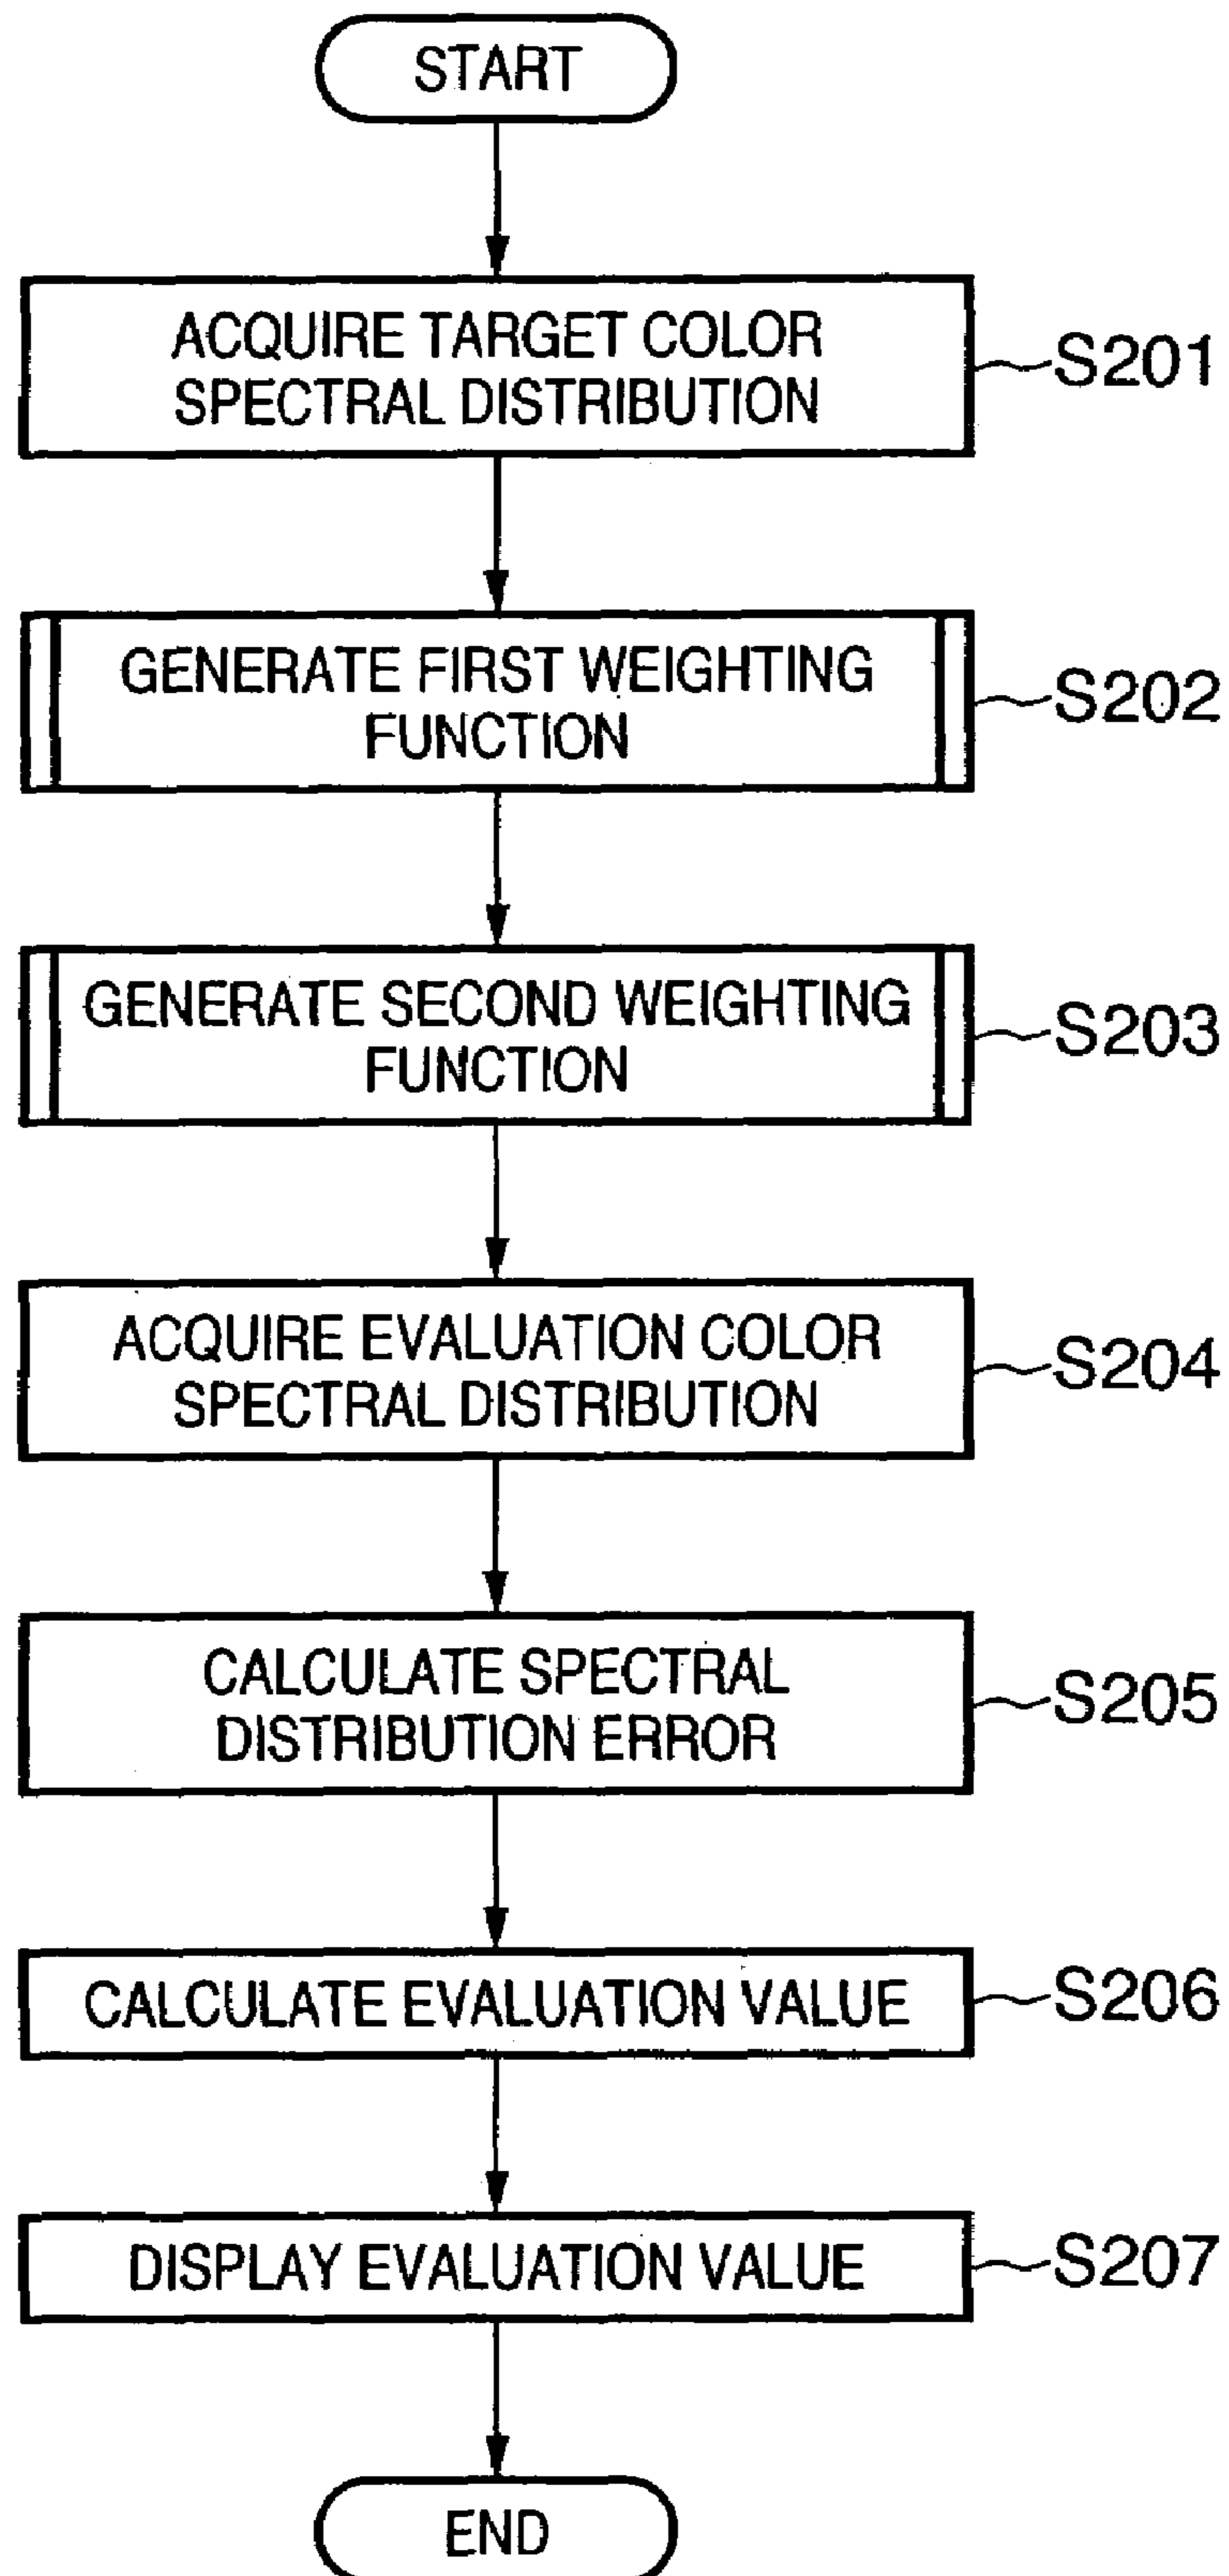 START
ACQUIRE TARGET COLOR
SPECTRAL DISTRIBUTION
S201
GENERATE FIRST WEIGHTING
FUNCTION
S202
GENERATE SECOND WEIGHTING
FUNCTION
S203
ACQUIRE EVALUATION COLOR
SPECTRAL DISTRIBUTION
S204
CALCULATE SPECTRAL
DISTRIBUTION ERROR
S205
CALCULATE EVALUATION VALUE
S206
DISPLAY EVALUATION VALUE
S207
END